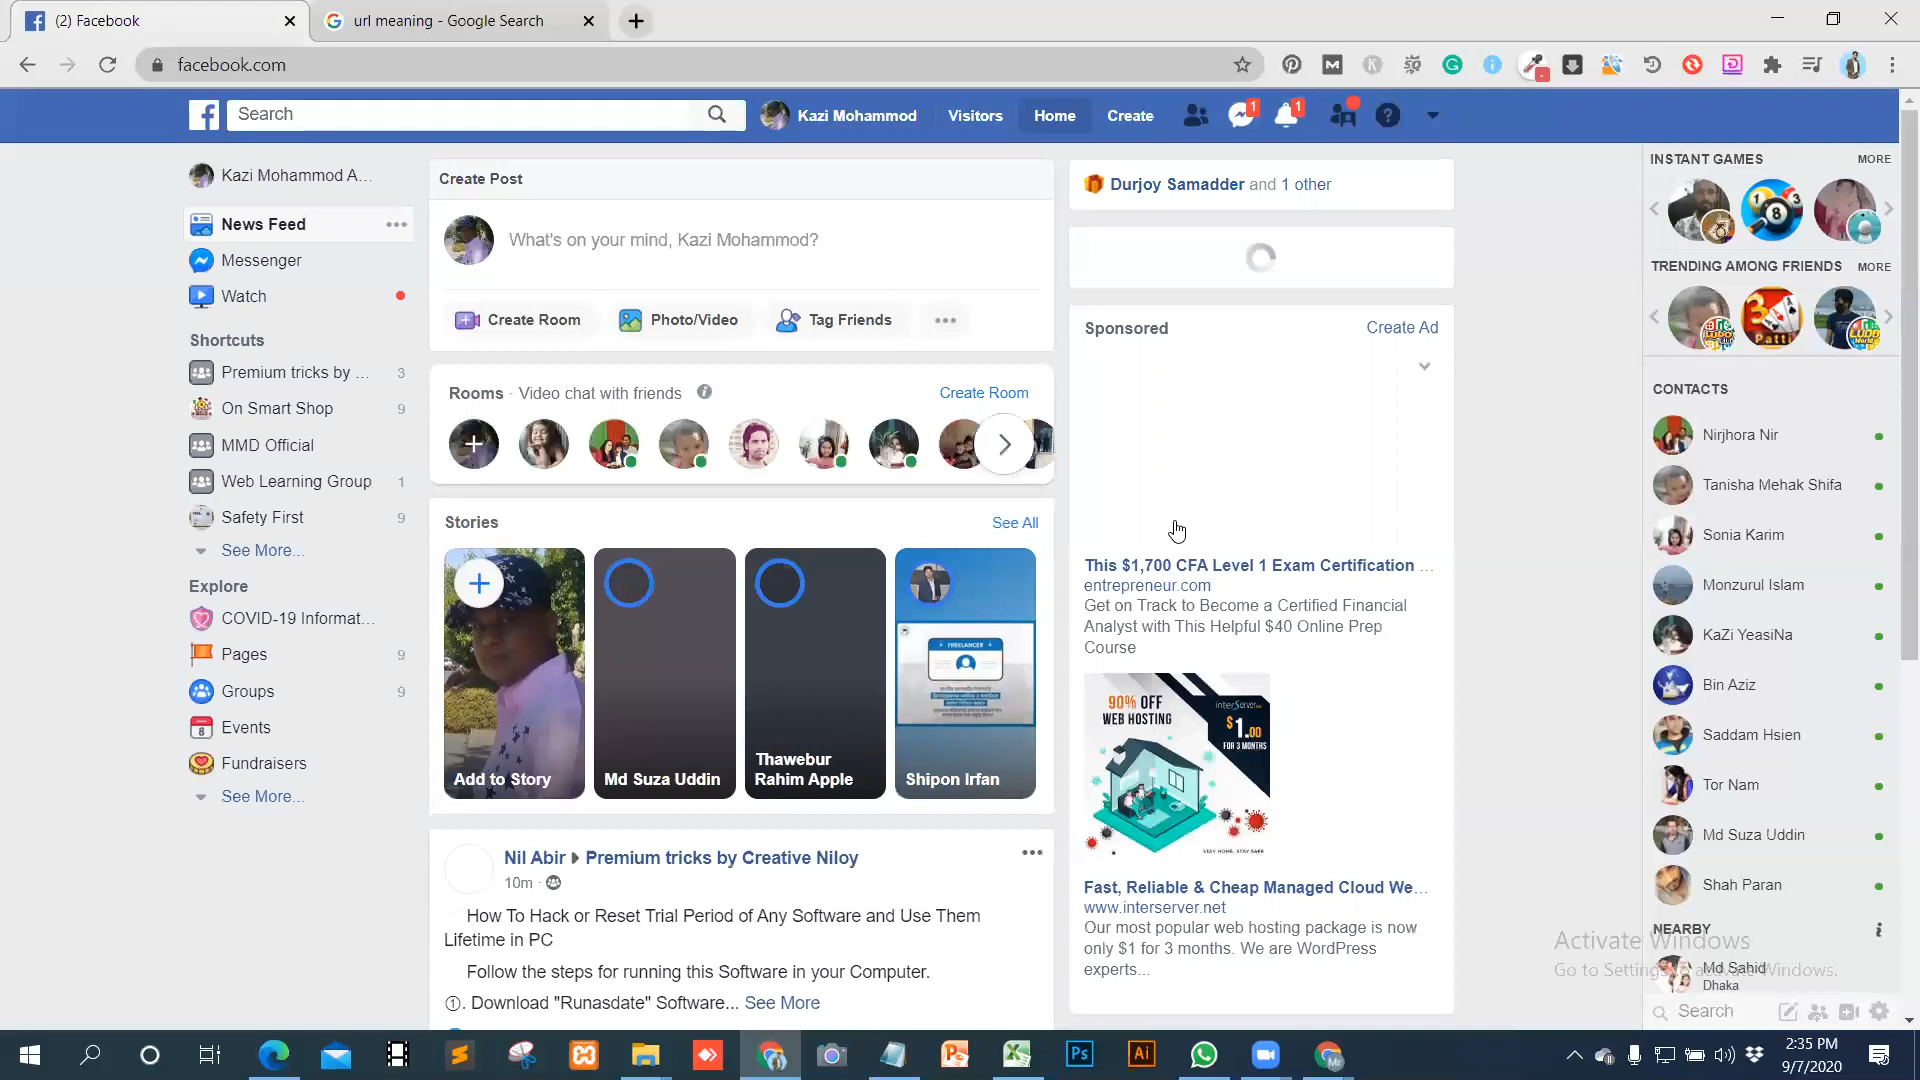 (2) Facebook
url meaning - Google Search
facebook.com
Search
Kazi Mohammod
Visitors
Home
Create
1
1
Kazi Mohammod A...
News Feed
Messenger
Watch
Shortcuts
Premium tricks by ... 3
On Smart Shop 9
MMD Official
Web Learning Group 1
Safety First 9
See More...
Explore
COVID-19 Informat...
Pages 9
Groups 9
Events
Fundraisers
See More...
Create Post
What's on your mind, Kazi Mohammod?
Create Room
Photo/Video
Tag Friends
Rooms · Video chat with friends
Create Room
Stories
See All
Add to Story
Md Suza Uddin
Thawebur
Rahim Apple
FREELANCER
Shipon Irfan
Nil Abir ▸ Premium tricks by Creative Niloy
10m ·
How To Hack or Reset Trial Period of Any Software and Use Them
Lifetime in PC
Follow the steps for running this Software in your Computer.
①. Download "Runasdate" Software... See More
Durjoy Samadder and 1 other
Sponsored
Create Ad
This $1,700 CFA Level 1 Exam Certification ...
entrepreneur.com
Get on Track to Become a Certified Financial
Analyst with This Helpful $40 Online Prep
Course
90% OFF
WEB HOSTING
interServer
$1.00
FOR 3 MONTHS
STAY HOME, STAY SAFE
Fast, Reliable & Cheap Managed Cloud We...
www.interserver.net
Our most popular web hosting package is now
only $1 for 3 months. We are WordPress
experts...
INSTANT GAMES
MORE
TRENDING AMONG FRIENDS
MORE
CONTACTS
Nirjhora Nir
Tanisha Mehak Shifa
Sonia Karim
Monzurul Islam
KaZi YeasiNa
Bin Aziz
Saddam Hsien
Tor Nam
Md Suza Uddin
Shah Paran
NEARBY
Md Sahid
Dhaka
Search
Activate Windows
Go to Settings to activate Windows.
2:35 PM
9/7/2020